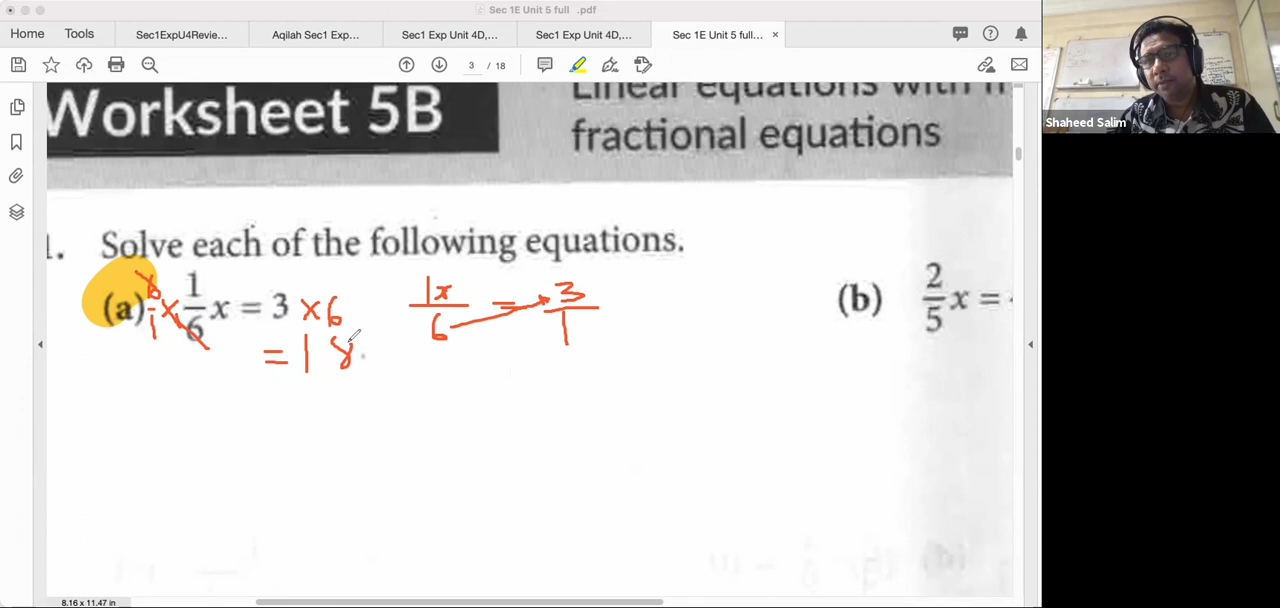 Sec 1E Unit 5 full .pdf
Home Tools Sec1ExpU4Revie... Aqilah Sec1 Exp... Sec1 Exp Unit 4D,... Sec1 Exp Unit 4D,... Sec 1E Unit 5 full... ×
3 / 18
Worksheet 5B
Linear equations with
fractional equations
1. Solve each of the following equations.
(a) 6/1 × 1/6 x = 3 × 6
= 18
1x/6 = 3/1
(b) 2/5 x =
8.16 x 11.47 in
Shaheed Salim